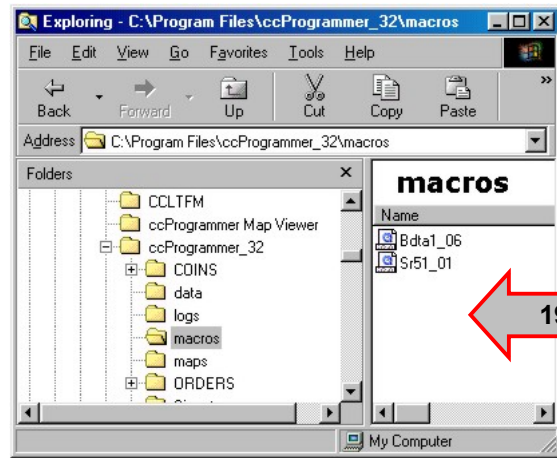 Exploring - C:\Program Files\ccProgrammer_32\macros
File Edit View Go Favorites Tools Help
Back Forward Up Cut Copy Paste »
Address C:\Program Files\ccProgrammer_32\macros
Folders ×
CCLTFM
ccProgrammer Map Viewer
ccProgrammer_32
COINS
data
logs
macros
maps
ORDERS
macros
Name
Bdta1_06
Sr51_01
19
My Computer